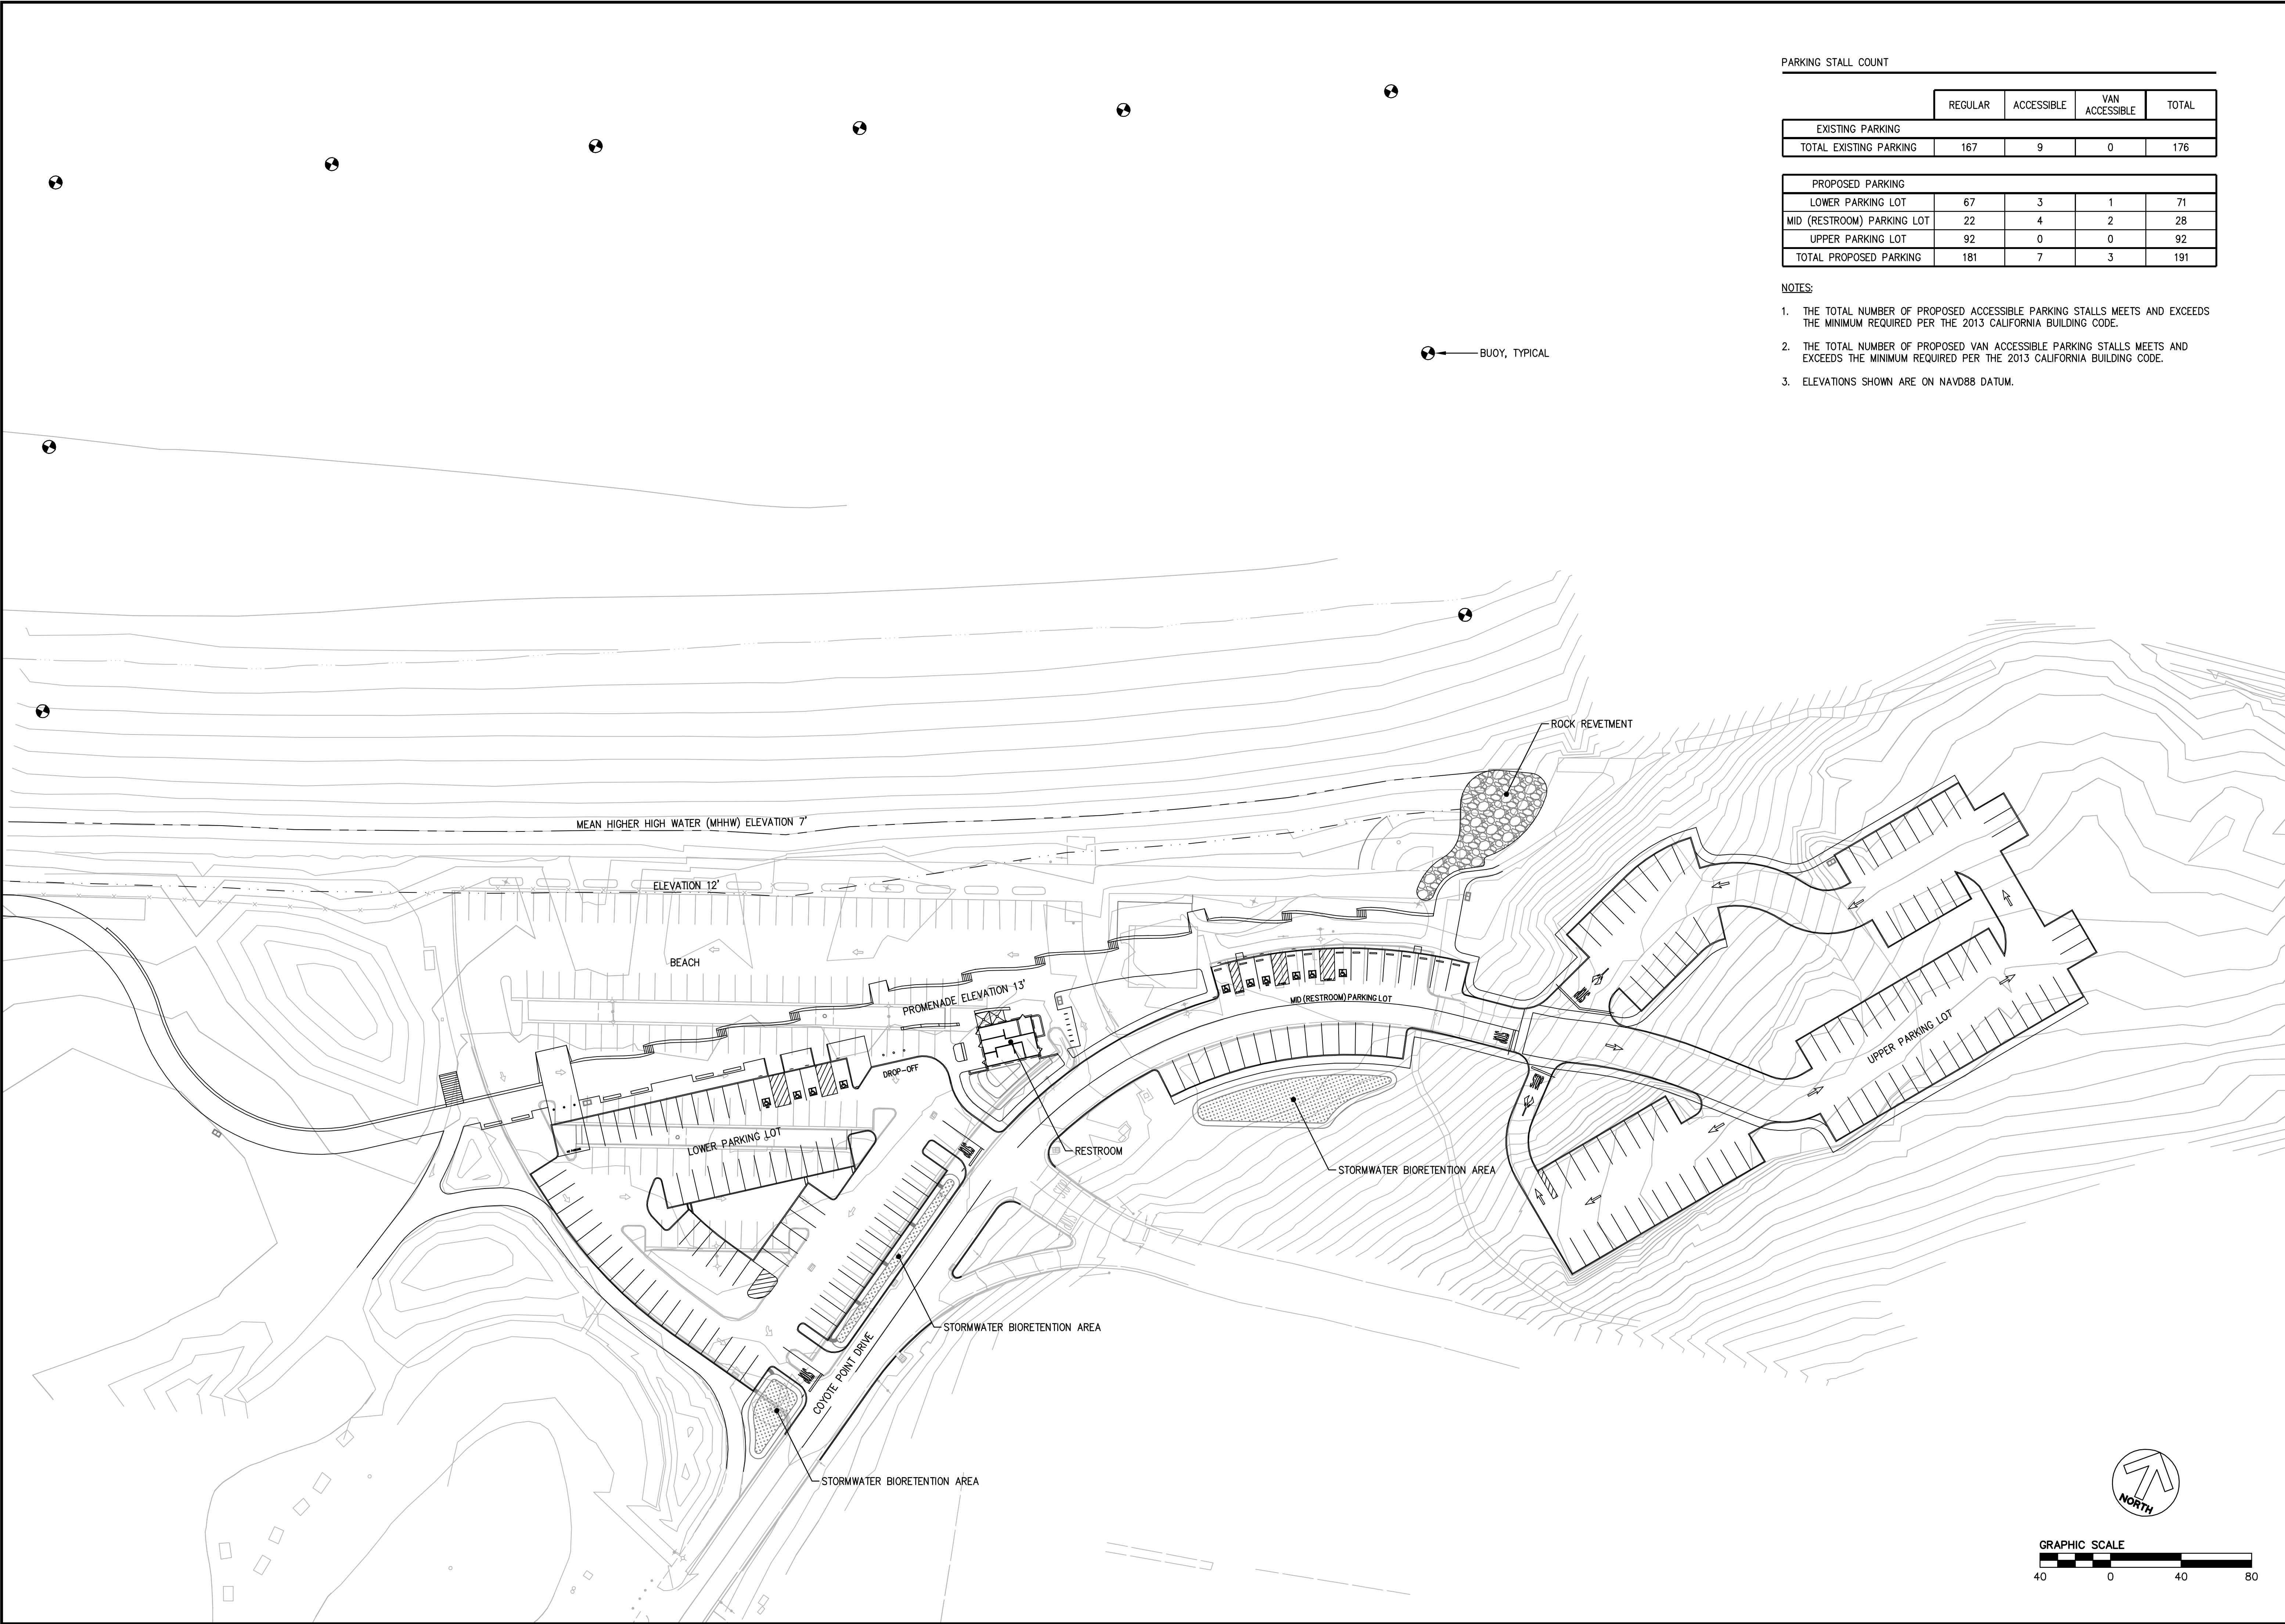 PARKING STALL COUNT
REGULAR ACCESSIBLE VAN ACCESSIBLE TOTAL
EXISTING PARKING
TOTAL EXISTING PARKING 167 9 0 176
PROPOSED PARKING
LOWER PARKING LOT 67 3 1 71
MID (RESTROOM) PARKING LOT 22 4 2 28
UPPER PARKING LOT 92 0 0 92
TOTAL PROPOSED PARKING 181 7 3 191
NOTES:
1. THE TOTAL NUMBER OF PROPOSED ACCESSIBLE PARKING STALLS MEETS AND EXCEEDS
THE MINIMUM REQUIRED PER THE 2013 CALIFORNIA BUILDING CODE.
2. THE TOTAL NUMBER OF PROPOSED VAN ACCESSIBLE PARKING STALLS MEETS AND
EXCEEDS THE MINIMUM REQUIRED PER THE 2013 CALIFORNIA BUILDING CODE.
3. ELEVATIONS SHOWN ARE ON NAVD88 DATUM.
BUOY, TYPICAL
ROCK REVETMENT
MEAN HIGHER HIGH WATER (MHHW) ELEVATION 7'
ELEVATION 12'
BEACH
PROMENADE ELEVATION 13'
MID (RESTROOM) PARKING LOT
STOP
STOP
UPPER PARKING LOT
DROP-OFF
STOP
LOWER PARKING LOT
STOP
RESTROOM
STORMWATER BIORETENTION AREA
STORMWATER BIORETENTION AREA
STOP
COYOTE POINT DRIVE
STORMWATER BIORETENTION AREA
NORTH
GRAPHIC SCALE
40 0 40 80